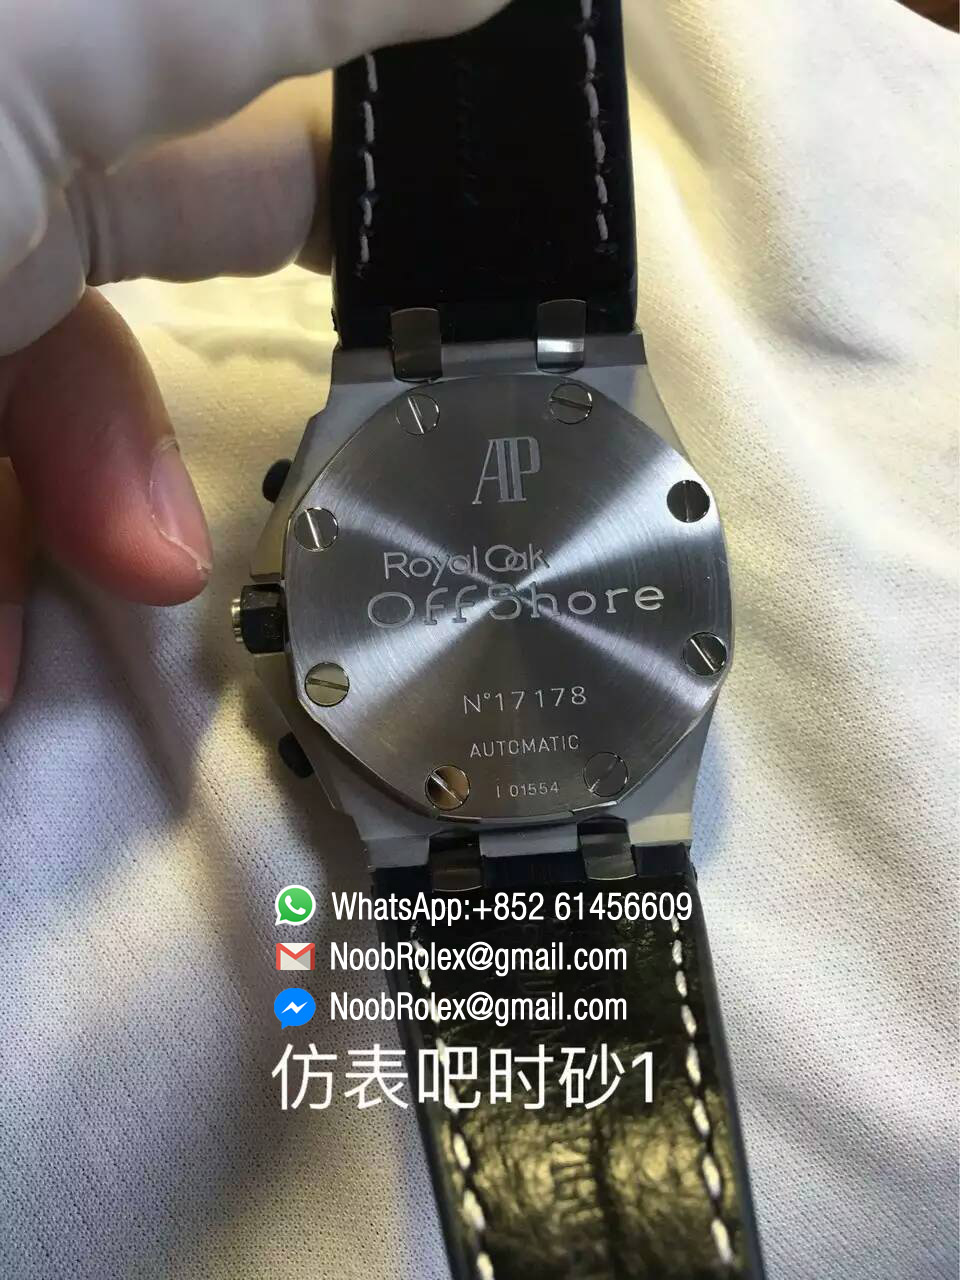 AP
Royal Oak
OffShore
N°17178
AUTOMATIC
I 01554
WhatsApp:+852 61456609
NoobRolex@gmail.com
NoobRolex@gmail.com
仿表吧时砂1